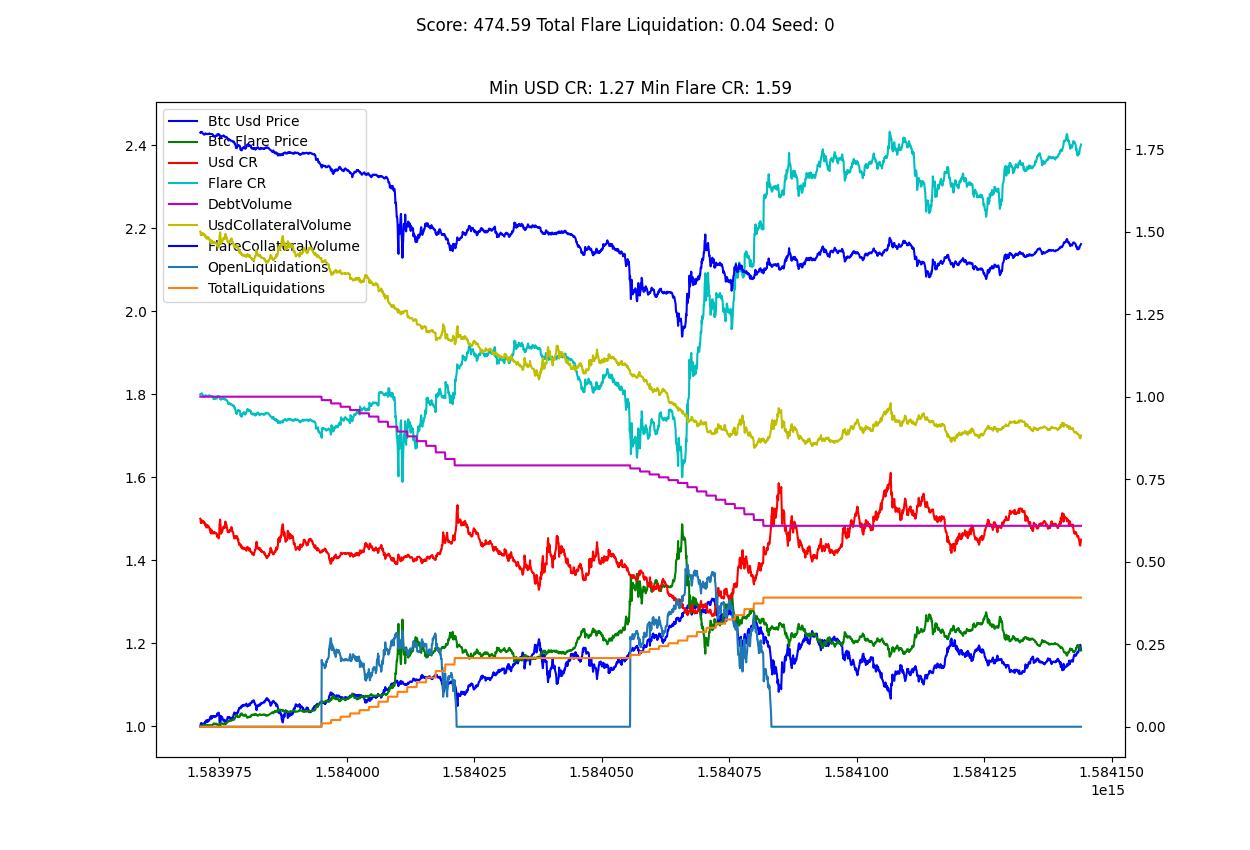 Score: 474.59 Total Flare Liquidation: 0.04 Seed: 0
Min USD CR: 1.27 Min Flare CR: 1.59
Btc Usd Price
Btc Flare Price
Usd CR
Flare CR
DebtVolume
UsdCollateralVolume
FlareCollateralVolume
OpenLiquidations
TotalLiquidations
2.4
2.2
2.0
1.8
1.6
1.4
1.2
1.0
1.75
1.50
1.25
1.00
0.75
0.50
0.25
0.00
1.583975 1.584000 1.584025 1.584050 1.584075 1.584100 1.584125 1.584150
1e15